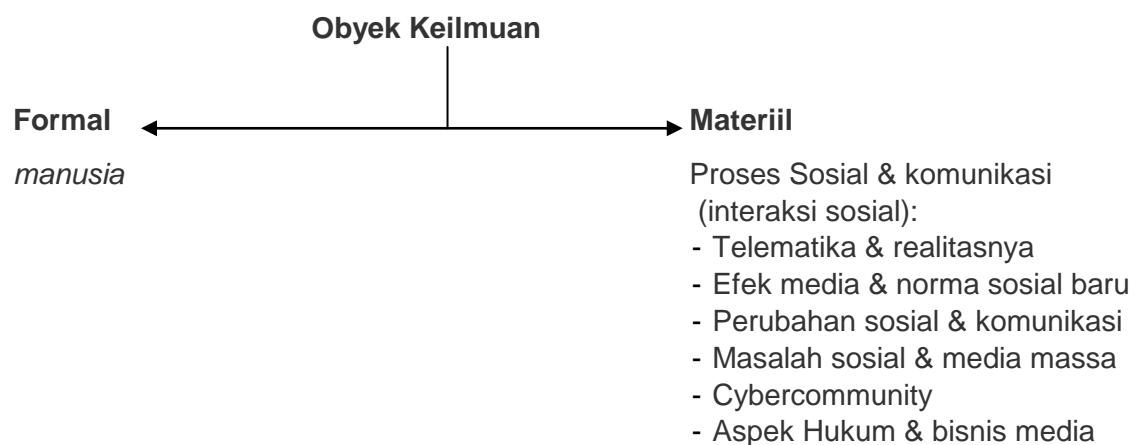 Obyek Keilmuan
Formal
manusia
Materiil
Proses Sosial & komunikasi
(interaksi sosial):
- Telematika & realitasnya
- Efek media & norma sosial baru
- Perubahan sosial & komunikasi
- Masalah sosial & media massa
- Cybercommunity
- Aspek Hukum & bisnis media